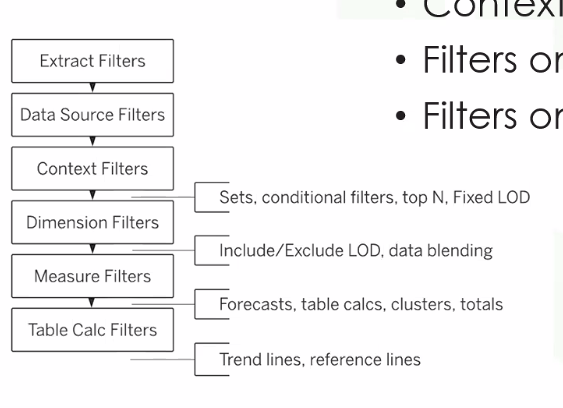 • Context
• Filters or
• Filters or
Extract Filters
Data Source Filters
Context Filters
Sets, conditional filters, top N, Fixed LOD
Dimension Filters
Include/Exclude LOD, data blending
Measure Filters
Forecasts, table calcs, clusters, totals
Table Calc Filters
Trend lines, reference lines